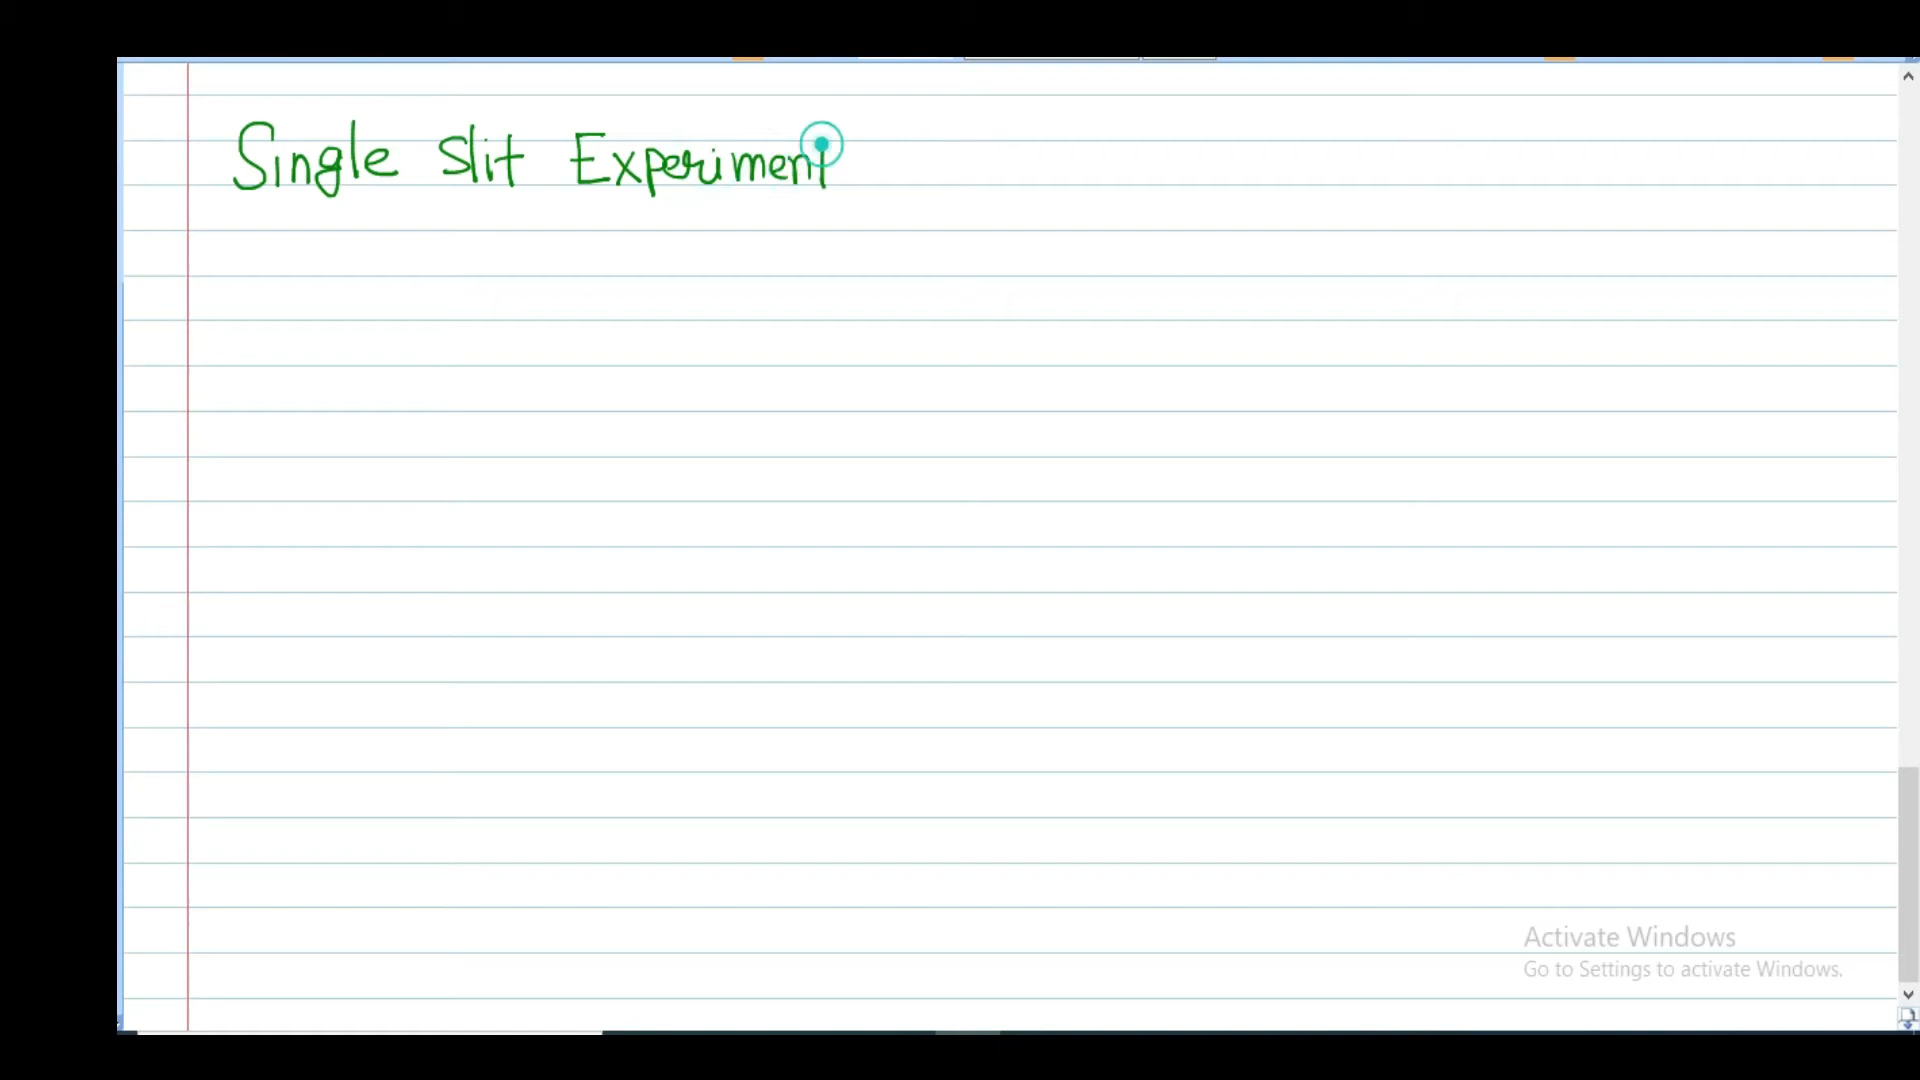 Single Slit Experiment
Activate Windows
Go to Settings to activate Windows.